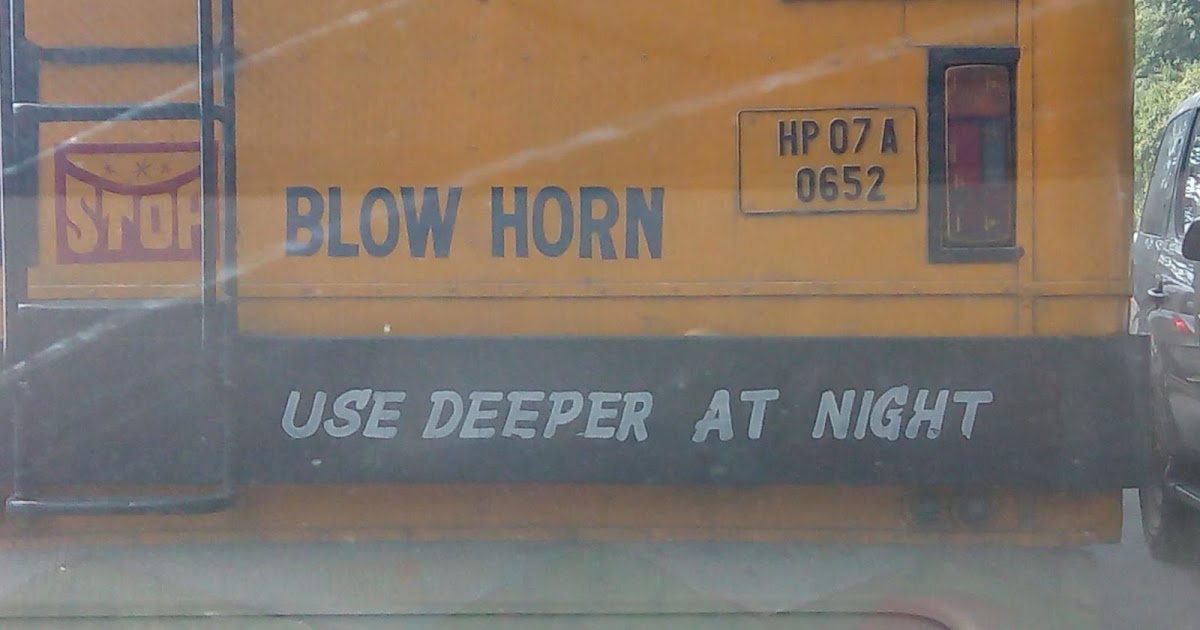 HP 07 A
0652
STOP
BLOW HORN
USE DEEPER AT NIGHT